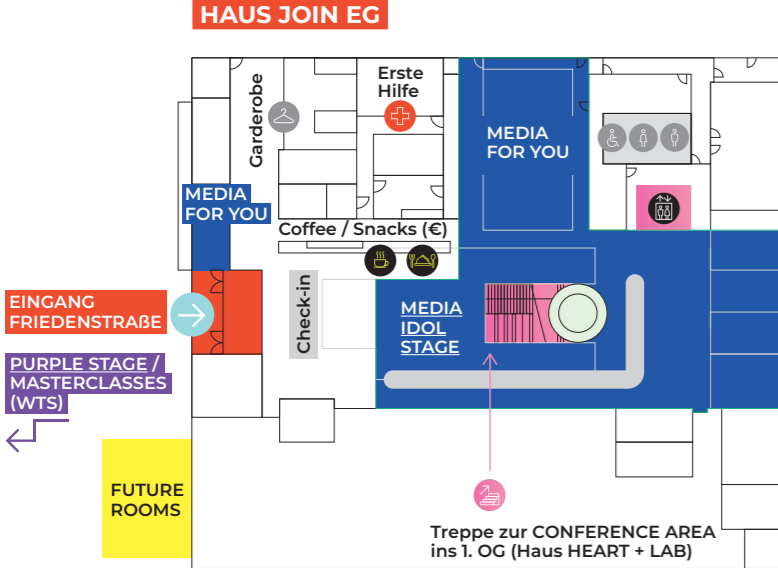 HAUS JOIN EG
Garderobe
Erste
Hilfe
MEDIA
FOR YOU
MEDIA
FOR YOU
Coffee / Snacks (€)
Check-in
MEDIA
IDOL
STAGE
EINGANG
FRIEDENSTRAßE
PURPLE STAGE /
MASTERCLASSES
(WTS)
FUTURE
ROOMS
Treppe zur CONFERENCE AREA
ins 1. OG (Haus HEART + LAB)